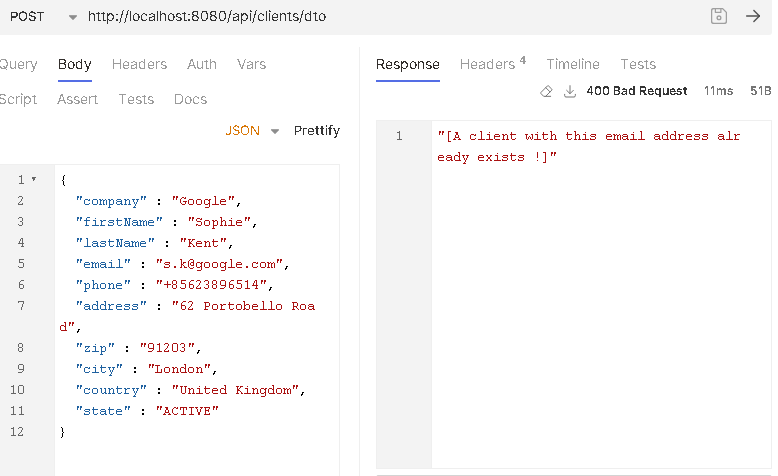 POST http://localhost:8080/api/clients/dto
Query Body Headers Auth Vars
Script Assert Tests Docs
JSON Prettify
1 {
2 "company" : "Google",
3 "firstName" : "Sophie",
4 "lastName" : "Kent",
5 "email" : "s.k@google.com",
6 "phone" : "+85623896514",
7 "address" : "62 Portobello Roa
d",
8 "zip" : "91203",
9 "city" : "London",
10 "country" : "United Kingdom",
11 "state" : "ACTIVE"
12 }
Response Headers 4 Timeline Tests
400 Bad Request 11ms 51B
1 "[A client with this email address alr
eady exists !]"